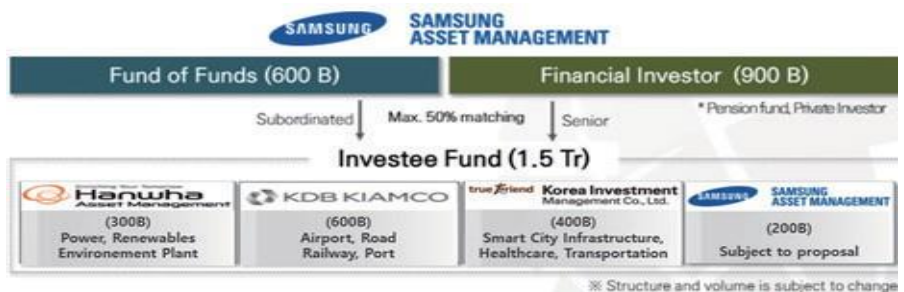 SAMSUNG
SAMSUNG
ASSET MANAGEMENT
Fund of Funds (600 B)
Financial Investor (900 B)
Subordinated
Max. 50% matching
Senior
* Pension fund, Private Investor
Investee Fund (1.5 Tr)
Hanwha
Asset Management
(300B)
Power, Renewables
Environement Plant
KDB KIAMCO
(600B)
Airport, Road
Railway, Port
true friend Korea Investment
Management Co., Ltd.
(400B)
Smart City Infrastructure,
Healthcare, Transportation
SAMSUNG
SAMSUNG
ASSET MANAGEMENT
(200B)
Subject to proposal
※ Structure and volume is subject to change